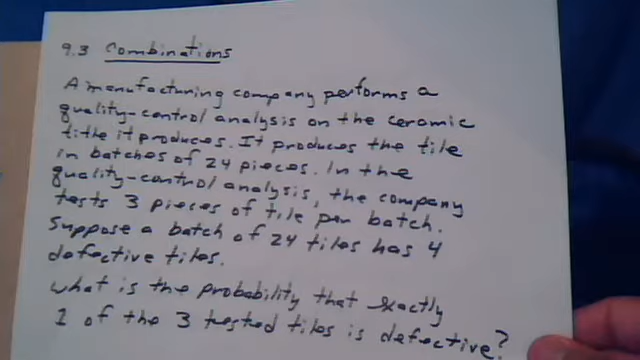 9.3 Combinations
A manufacturing company performs a
quality-control analysis on the ceramic
title it produces. It produces the tile
in batches of 24 pieces. In the
quality-control analysis, the company
tests 3 pieces of tile per batch.
Suppose a batch of 24 tiles has 4
defective tiles.
What is the probability that exactly
1 of the 3 tested tiles is defective?